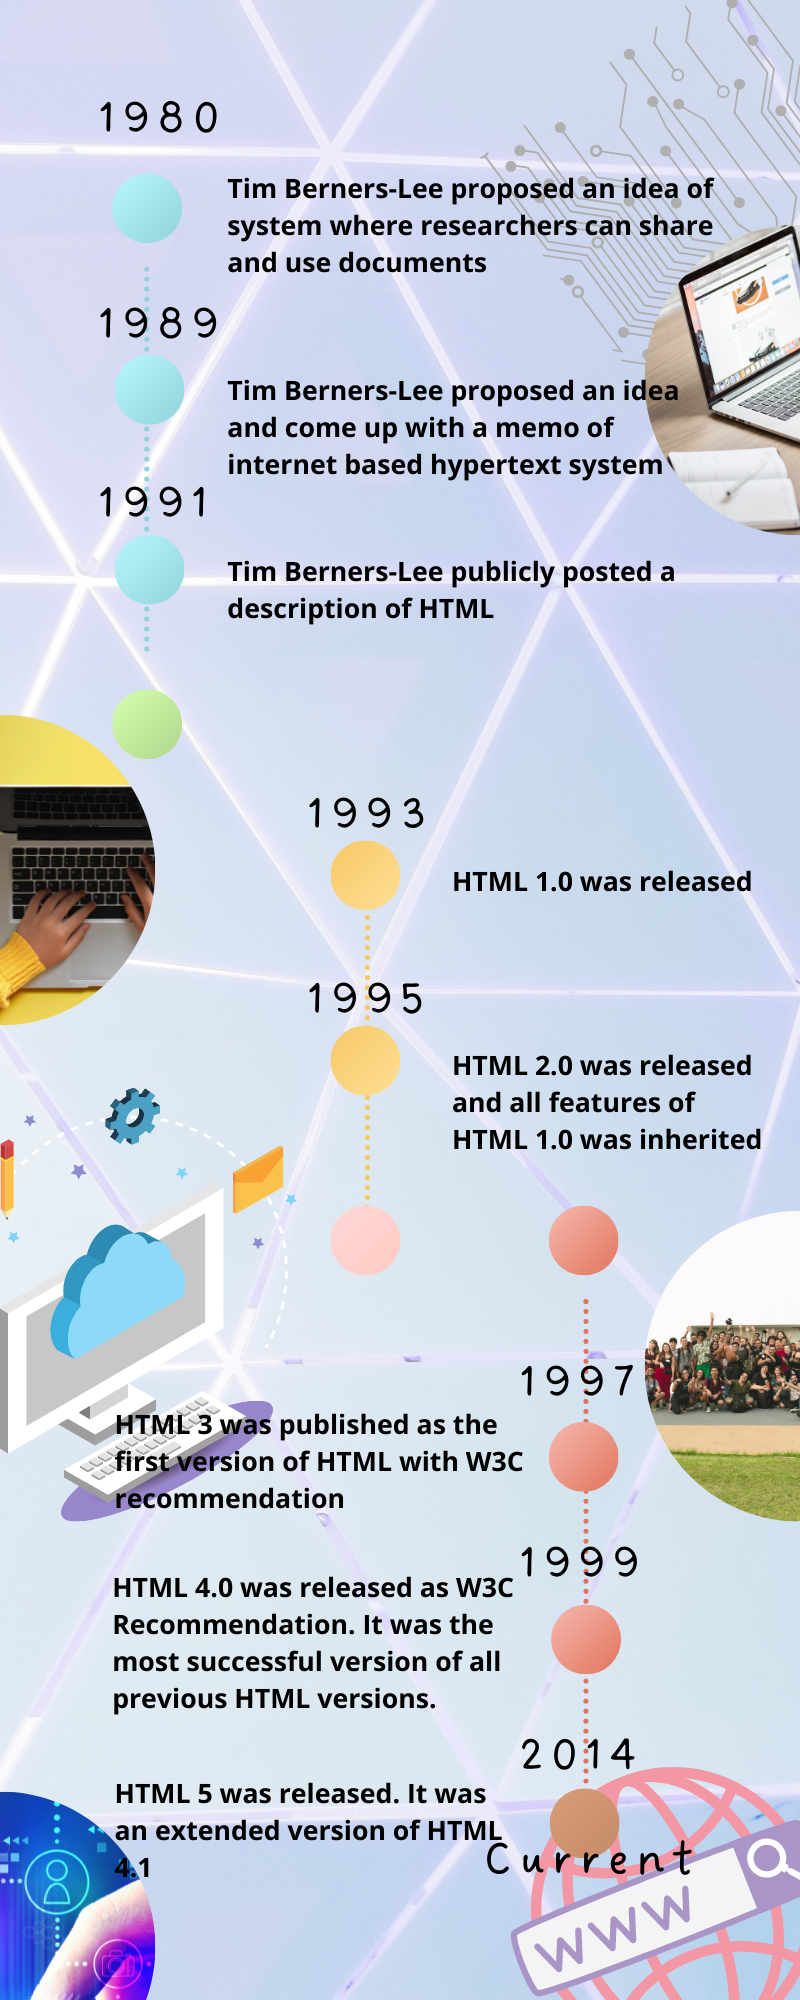 1980
Tim Berners-Lee proposed an idea of
system where researchers can share
and use documents
1989
Tim Berners-Lee proposed an idea
and come up with a memo of
internet based hypertext system
1991
Tim Berners-Lee publicly posted a
description of HTML
1993
HTML 1.0 was released
1995
HTML 2.0 was released
and all features of
HTML 1.0 was inherited
1997
HTML 3 was published as the
first version of HTML with W3C
recommendation
1999
HTML 4.0 was released as W3C
Recommendation. It was the
most successful version of all
previous HTML versions.
2014
HTML 5 was released. It was
an extended version of HTML
4.1
Current
WWW